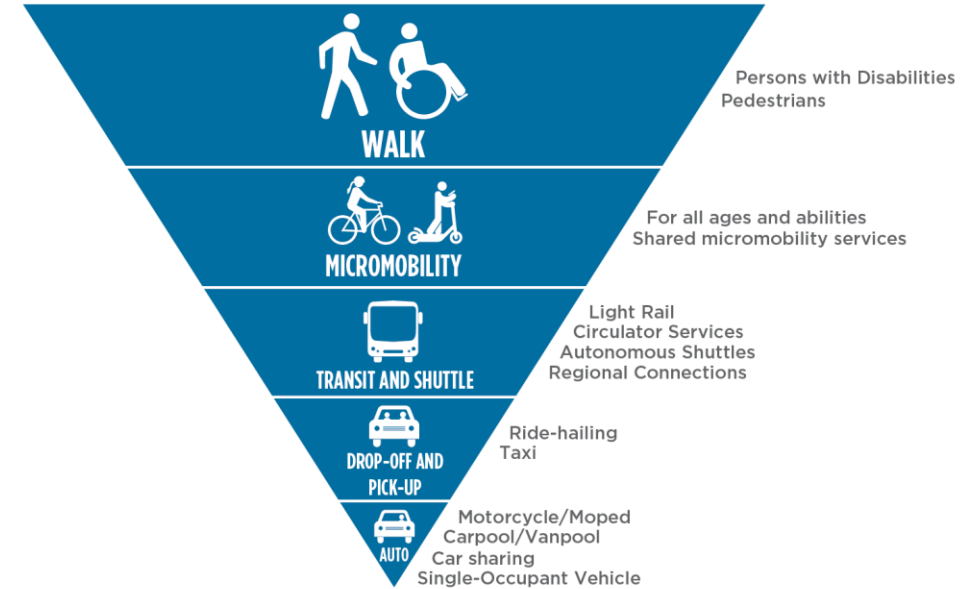 WALK
Persons with Disabilities
Pedestrians
MICROMOBILITY
For all ages and abilities
Shared micromobility services
TRANSIT AND SHUTTLE
Light Rail
Circulator Services
Autonomous Shuttles
Regional Connections
DROP-OFF AND
PICK-UP
Ride-hailing
Taxi
AUTO
Motorcycle/Moped
Carpool/Vanpool
Car sharing
Single-Occupant Vehicle